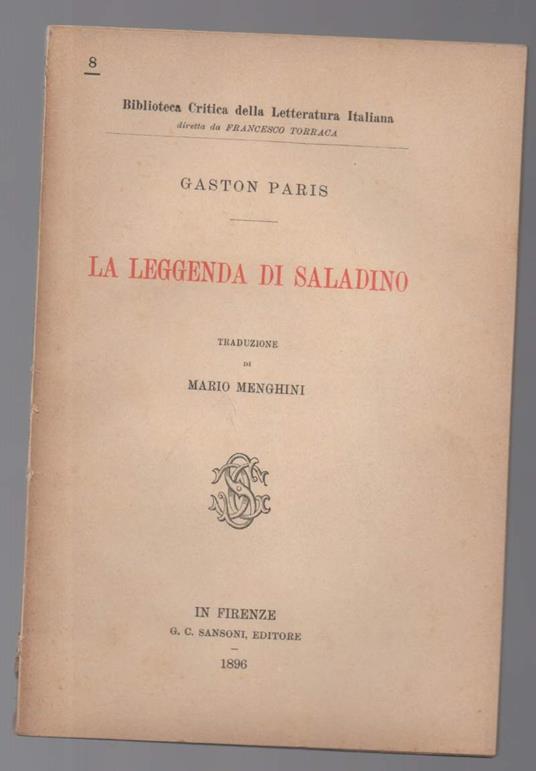 8
Biblioteca Critica della Letteratura Italiana
diretta da FRANCESCO TORRACA
GASTON PARIS
LA LEGGENDA DI SALADINO
TRADUZIONE
DI
MARIO MENGHINI
IN FIRENZE
G. C. SANSONI, EDITORE
1896